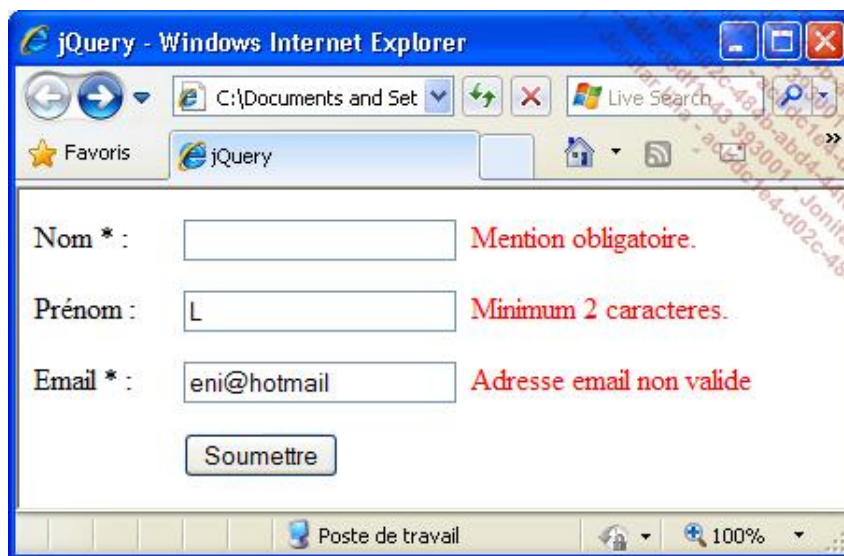 jQuery - Windows Internet Explorer
C:\Documents and Set
Live Search
Favoris
jQuery
»
Nom * :
Mention obligatoire.
Prénom :
L
Minimum 2 caracteres.
Email * :
eni@hotmail
Adresse email non valide
Soumettre
Poste de travail
100%